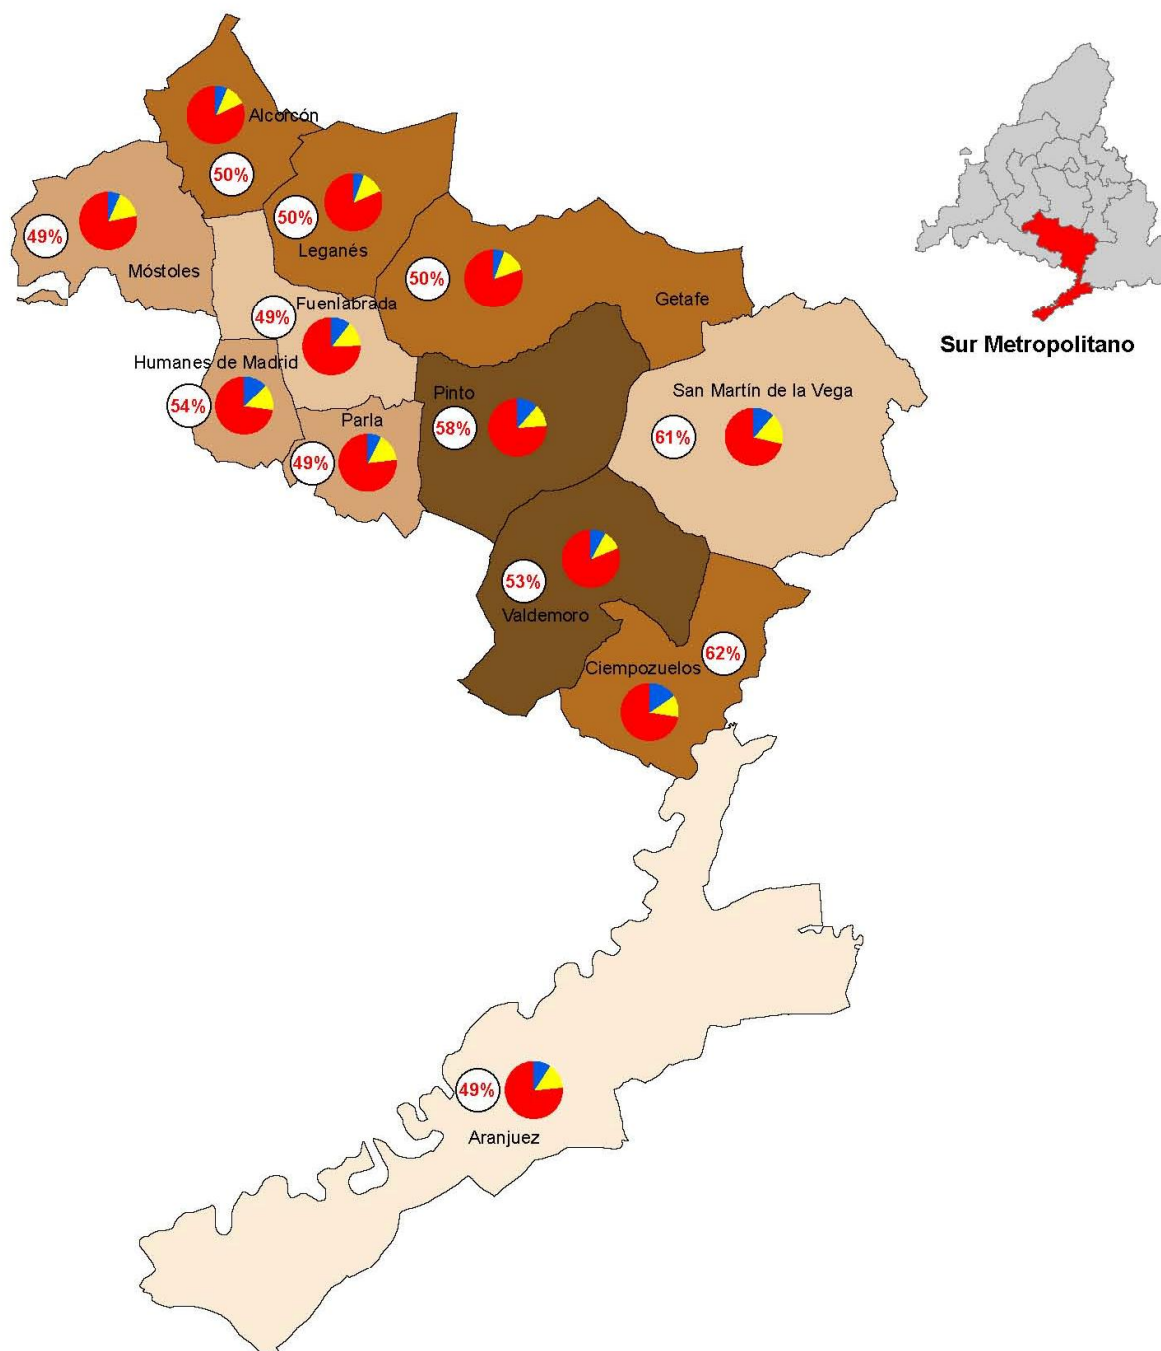 Alcorcón
50%
49%
Móstoles
50%
Leganés
50%
Getafe
49%
Fuenlabrada
Humanes de Madrid
54%
Parla
49%
Pinto
58%
San Martín de la Vega
61%
53%
Valdemoro
62%
Ciempozuelos
49%
Aranjuez
Sur Metropolitano